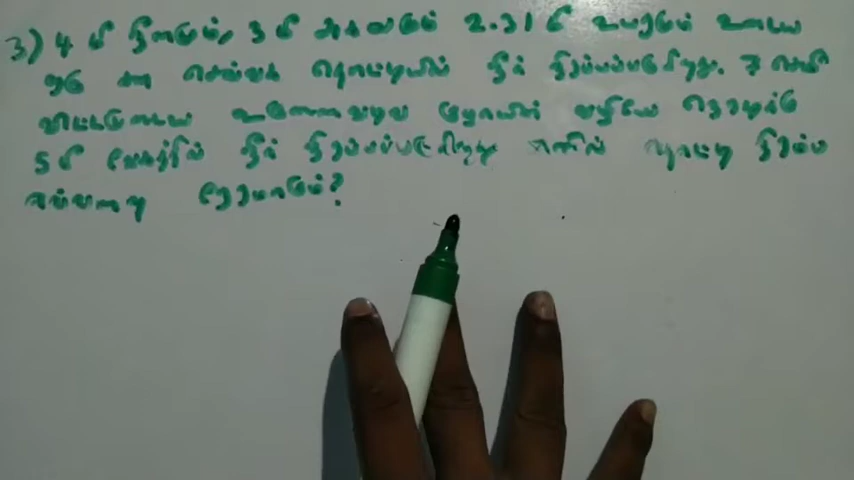 3) 4 மீ நீளமும், 3 மீ அகலமும் 2.31 மீ உயரமும் உடைய
ஒரு கன செவ்வக தொட்டியில் நீர் நிரப்பப்படுகிறது. 7 செமீ
விட்டமுடைய உருளை வடிவ குழாயின் வழியே நொடிக்கு
5 மீ வேகத்தில் நீர் நிரப்பப்படுகிறது எனில் தொட்டி நிரம்ப
எவ்வளவு நேரமாகும்?